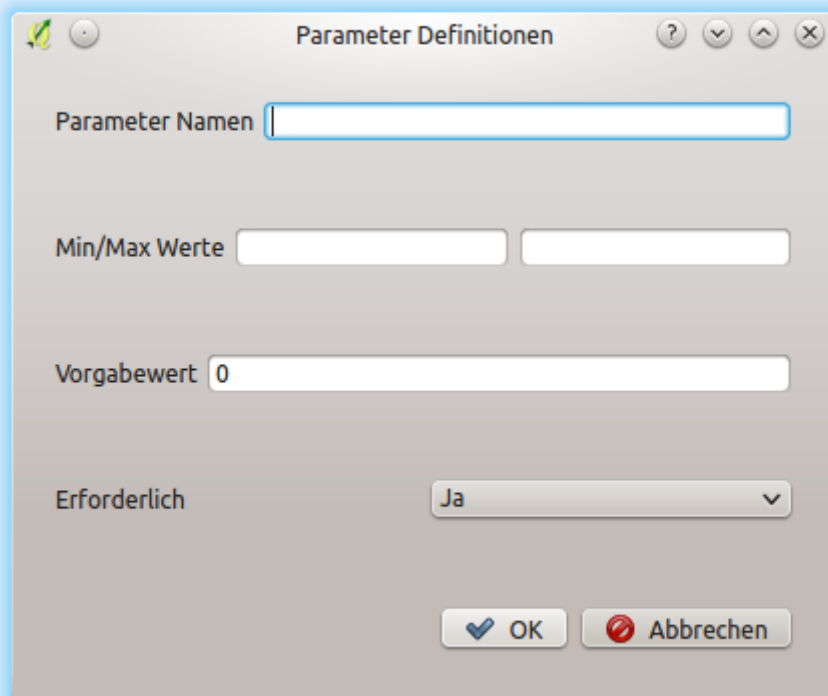 Parameter Definitionen
Parameter Namen
Min/Max Werte
Vorgabewert 0
Erforderlich Ja
OK Abbrechen